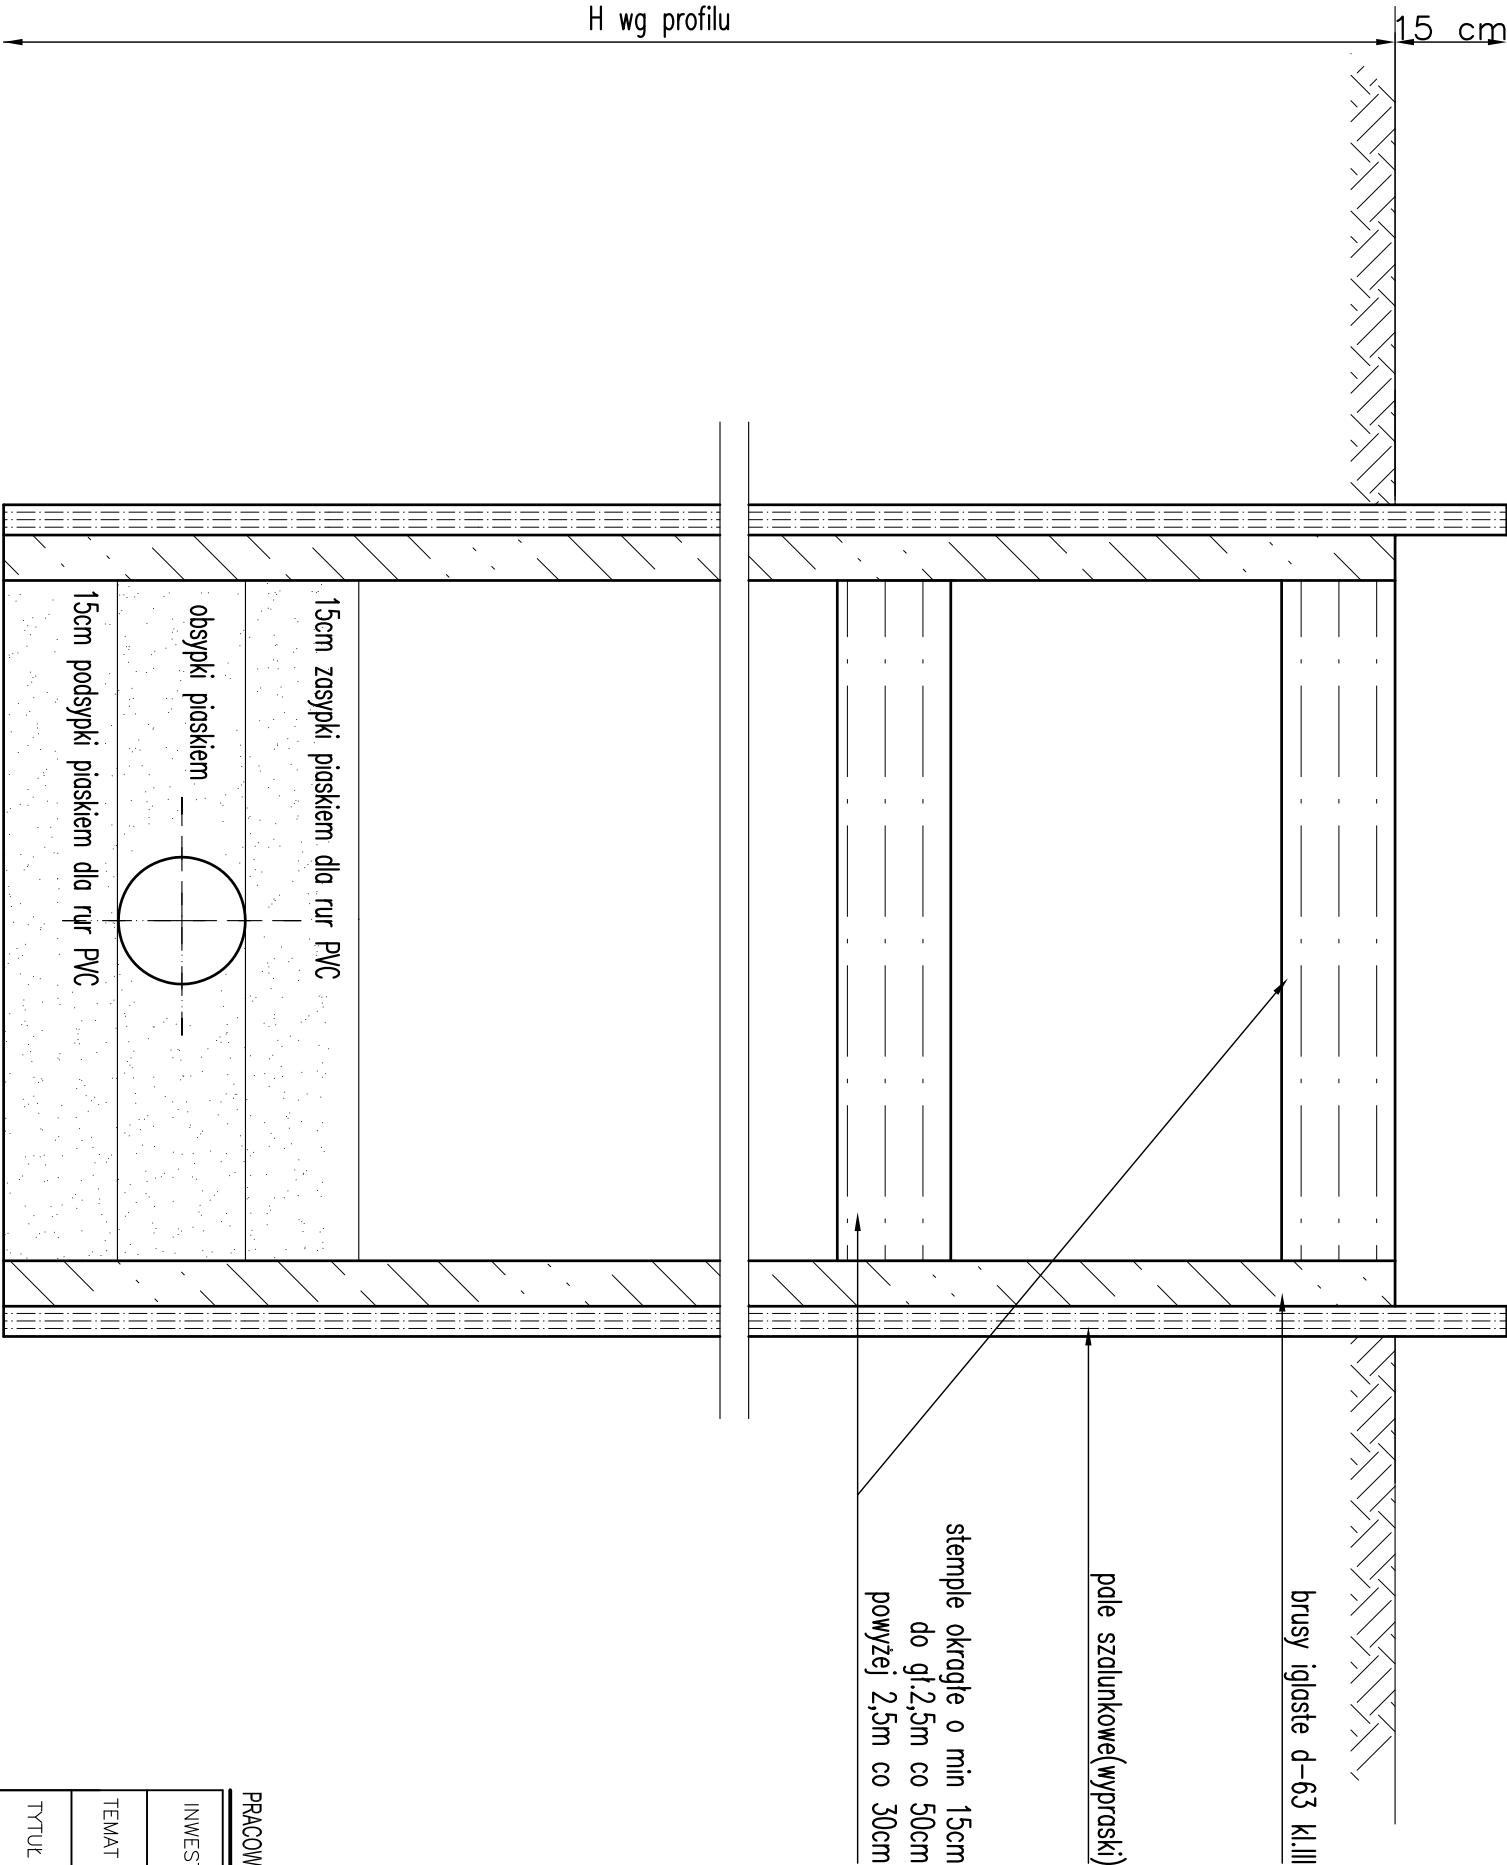 H wg profilu
15 cm
brusy iglaste d-63 kl.III
pale szalunkowe(wypraski)
stemple okrągłe o min 15cm
do gł.2,5m co 50cm
powyżej 2,5m co 30cm
15cm zasypki piaskiem dla rur PVC
obsypki piaskiem
15cm podsypki piaskiem dla rur PVC
PRACOW
INWEST
TEMAT
TYTUŁ